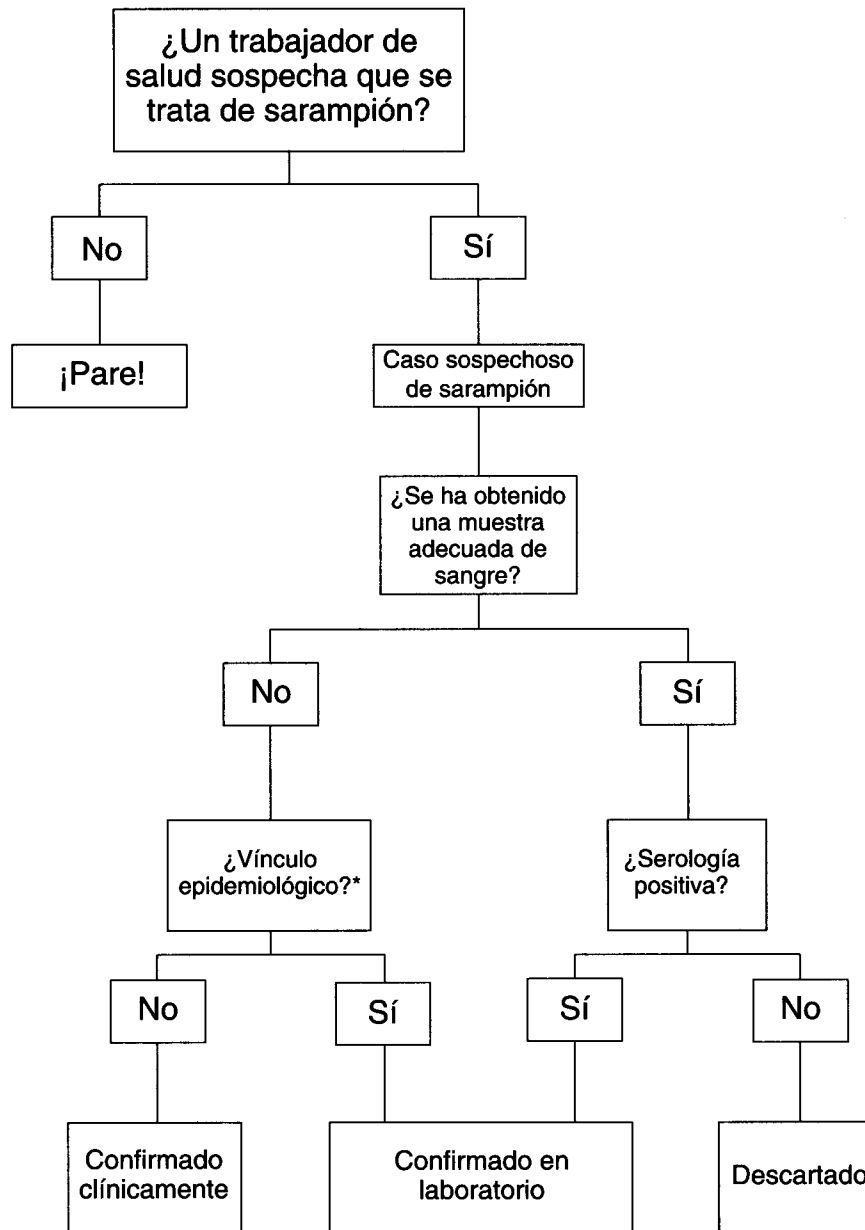 ¿Un trabajador de
salud sospecha que se
trata de sarampión?
No
Sí
¡Pare!
Caso sospechoso
de sarampión
¿Se ha obtenido
una muestra
adecuada de
sangre?
No
Sí
¿Vínculo
epidemiológico?*
¿Serología
positiva?
No
Sí
Sí
No
Confirmado
clínicamente
Confirmado en
laboratorio
Descartado